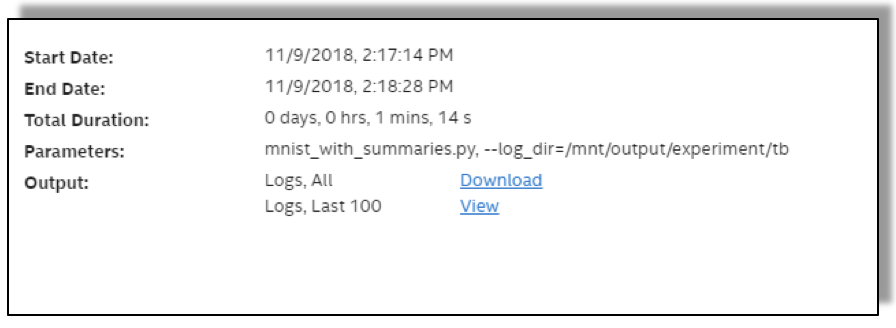 Start Date: 11/9/2018, 2:17:14 PM
End Date: 11/9/2018, 2:18:28 PM
Total Duration: 0 days, 0 hrs, 1 mins, 14 s
Parameters: mnist_with_summaries.py, --log_dir=/mnt/output/experiment/tb
Output: Logs, All Download
Logs, Last 100 View